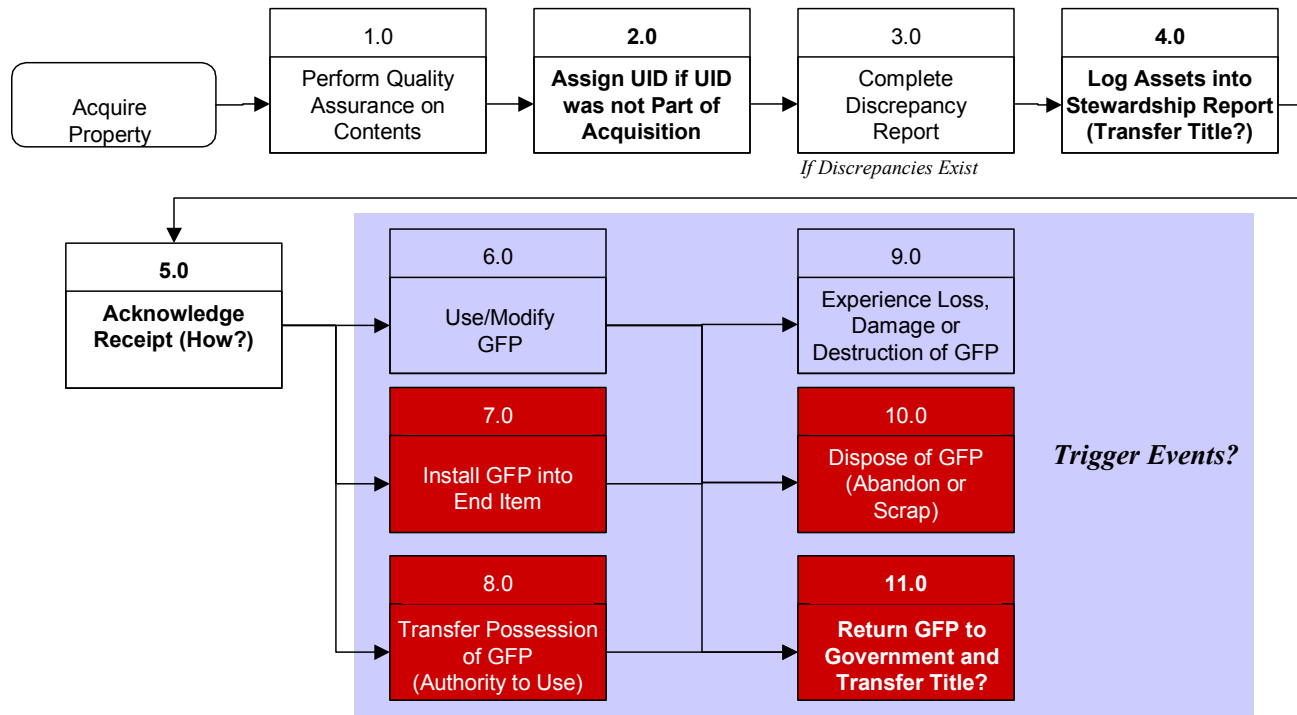 Acquire
Property
1.0
Perform Quality
Assurance on
Contents
2.0
Assign UID if UID
was not Part of
Acquisition
3.0
Complete
Discrepancy
Report
If Discrepancies Exist
4.0
Log Assets into
Stewardship Report
(Transfer Title?)
5.0
Acknowledge
Receipt (How?)
6.0
Use/Modify
GFP
9.0
Experience Loss,
Damage or
Destruction of GFP
7.0
Install GFP into
End Item
10.0
Dispose of GFP
(Abandon or
Scrap)
Trigger Events?
8.0
Transfer Possession
of GFP
(Authority to Use)
11.0
Return GFP to
Government and
Transfer Title?